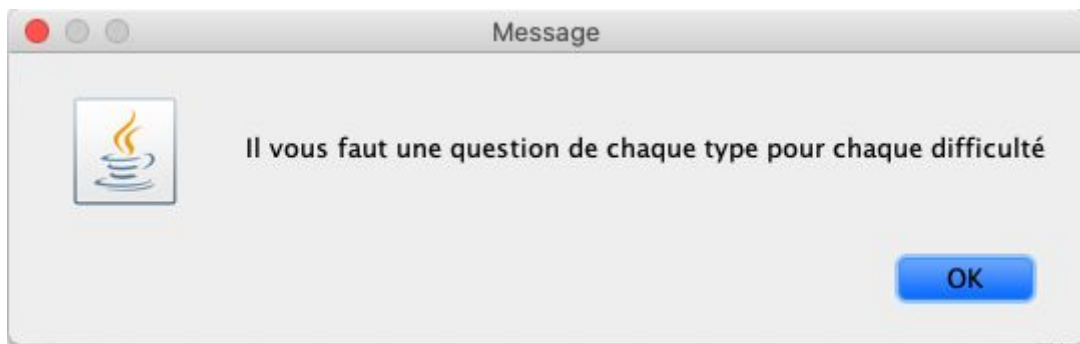 Message
Il vous faut une question de chaque type pour chaque difficulté
OK